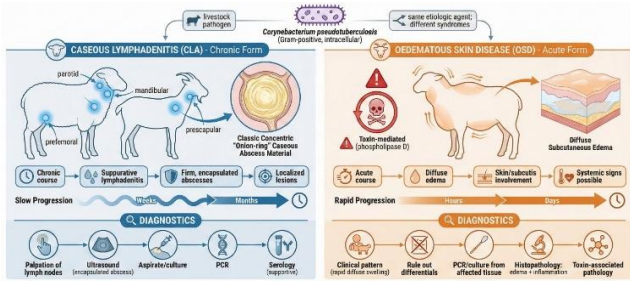 livestock
pathogen
Corynebacterium pseudotuberculosis
(Gram-positive, intracellular)
same etiologic agent;
different syndromes
CASEOUS LYMPHADENITIS (CLA) - Chronic Form
parotid
mandibular
prefemoral
prescapular
Classic Concentric
"Onion-ring" Caseous
Abscess Material
Chronic
course
Suppurative
lymphadenitis
Firm, encapsulated
abscesses
Localized
lesions
Slow Progression
Weeks
Months
DIAGNOSTICS
Palpation of
lymph nodes
Ultrasound
(encapsulated abscess)
Aspirate/culture
PCR
Serology
(supportive)
OEDEMATOUS SKIN DISEASE (OSD) - Acute Form
Toxin-mediated
(phospholipase D)
Diffuse
Subcutaneous Edema
Acute
course
Diffuse
edema
Skin/subcutis
involvement
Systemic signs
possible
Rapid Progression
Hours
Days
DIAGNOSTICS
Clinical pattern
(rapid diffuse swelling)
Rule out
differentials
PCR/culture from
affected tissue
Histopathology:
edema + inflammation
Toxin-associated
pathology